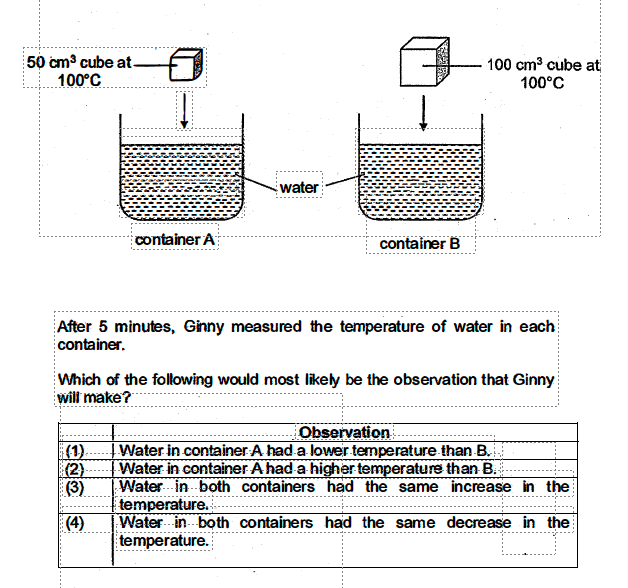 50 cm³ cube at
100°C
100 cm³ cube at
100°C
water
container A
container B
After 5 minutes, Ginny measured the temperature of water in each
container.
Which of the following would most likely be the observation that Ginny
will make?
Observation
(1) Water in container A had a lower temperature than B.
(2) Water in container A had a higher temperature than B.
(3) Water in both containers had the same increase in the
temperature.
(4) Water in both containers had the same decrease in the
temperature.